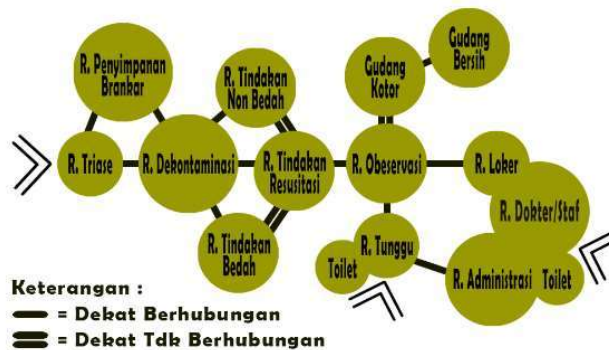 R. Penyimpanan
Brankar
R. Tindakan
Non Bedah
Gudang
Kotor
Gudang
Bersih
R. Triase
R. Dekontaminasi
R. Tindakan
Resusitasi
R. Obeservasi
R. Loker
R. Dokter/Staf
R. Tindakan
Bedah
R. Tunggu
Toilet
R. Administrasi
Toilet
Keterangan :
= Dekat Berhubungan
= Dekat Tdk Berhubungan